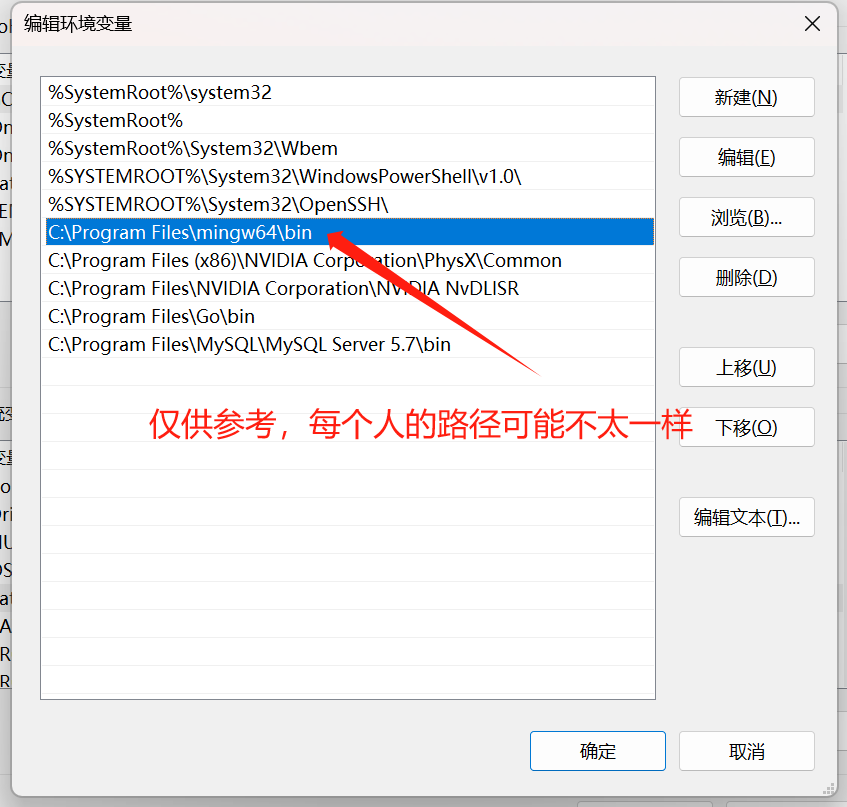 编辑环境变量
%SystemRoot%\system32
%SystemRoot%
%SystemRoot%\System32\Wbem
%SYSTEMROOT%\System32\WindowsPowerShell\v1.0\
%SYSTEMROOT%\System32\OpenSSH\
C:\Program Files\mingw64\bin
C:\Program Files (x86)\NVIDIA Corporation\PhysX\Common
C:\Program Files\NVIDIA Corporation\NVIDIA NvDLISR
C:\Program Files\Go\bin
C:\Program Files\MySQL\MySQL Server 5.7\bin
仅供参考，每个人的路径可能不太一样
新建(N)
编辑(E)
浏览(B)...
删除(D)
上移(U)
下移(O)
编辑文本(T)...
确定
取消